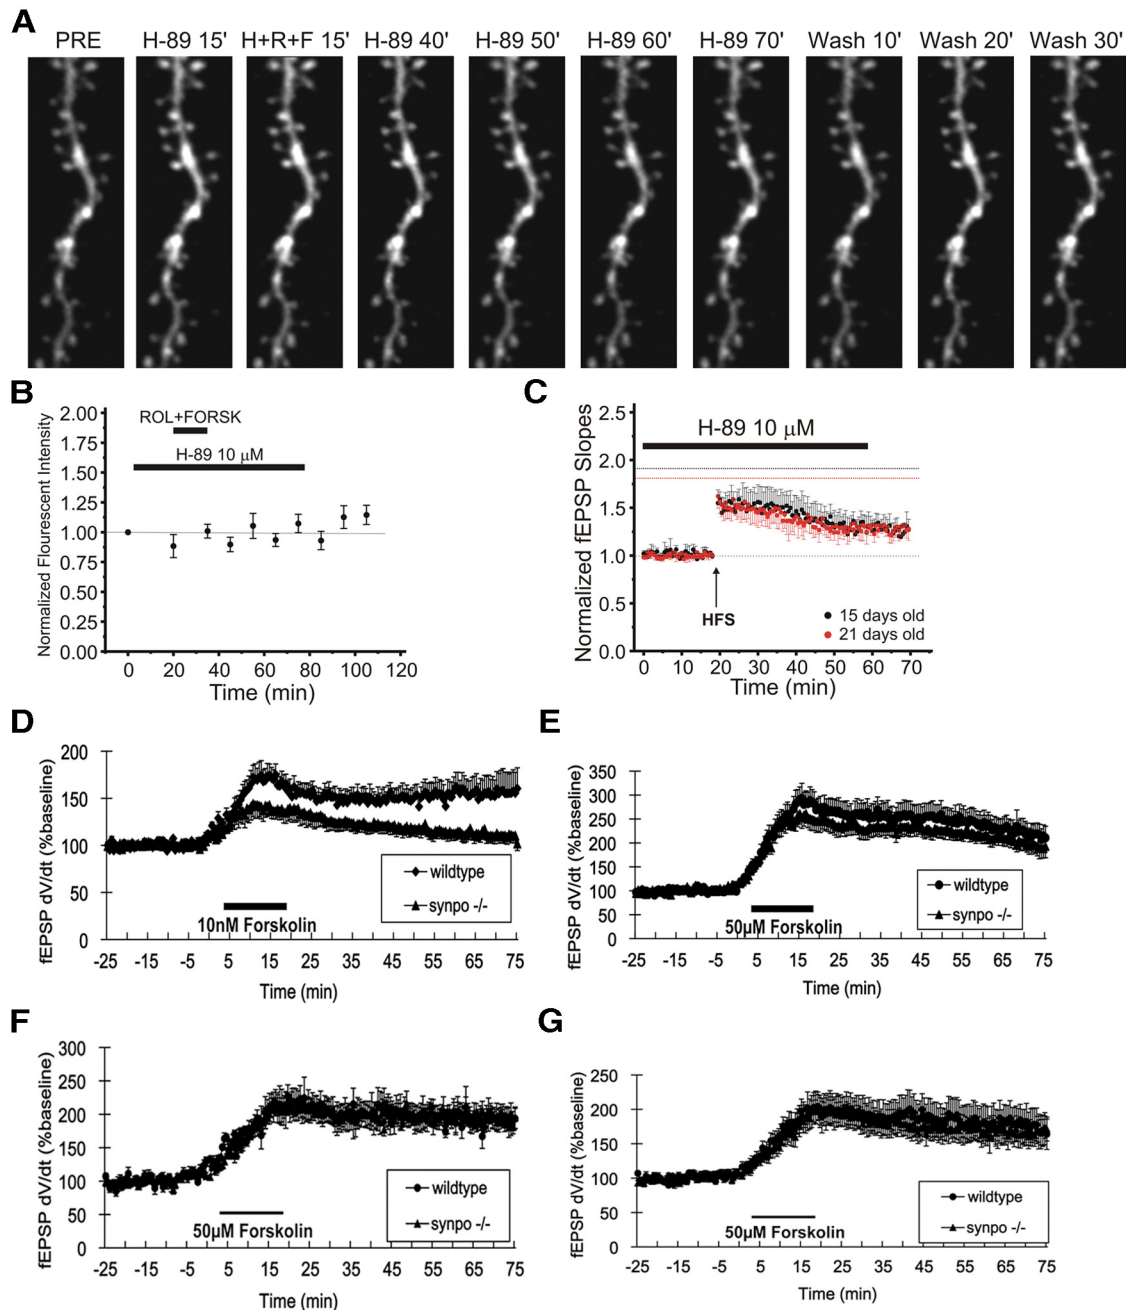 A
PRE H-89 15' H+R+F 15' H-89 40' H-89 50' H-89 60' H-89 70' Wash 10' Wash 20' Wash 30'
B
Normalized Flourescent Intensity
2.00
1.75
1.50
1.25
1.00
0.75
0.50
0.25
0.00
ROL+FORSK
H-89 10 µM
0 20 40 60 80 100 120
Time (min)
C
Normalized fEPSP Slopes
2.5
2.0
1.5
1.0
0.5
0.0
H-89 10 µM
HFS
15 days old
21 days old
0 10 20 30 40 50 60 70
Time (min)
D
fEPSP dV/dt (%baseline)
200
150
100
50
0
wildtype
synpo -/-
10nM Forskolin
-25 -15 -5 5 15 25 35 45 55 65 75
Time (min)
E
fEPSP dV/dt (%baseline)
350
300
250
200
150
100
50
0
wildtype
synpo -/-
50µM Forskolin
-25 -15 -5 5 15 25 35 45 55 65 75
Time (min)
F
fEPSP dV/dt (%baseline)
300
250
200
150
100
50
0
wildtype
synpo -/-
50µM Forskolin
-25 -15 -5 5 15 25 35 45 55 65 75
Time (min)
G
fEPSP dV/dt (%baseline)
250
200
150
100
50
0
wildtype
synpo -/-
50µM Forskolin
-25 -15 -5 5 15 25 35 45 55 65 75
Time (min)